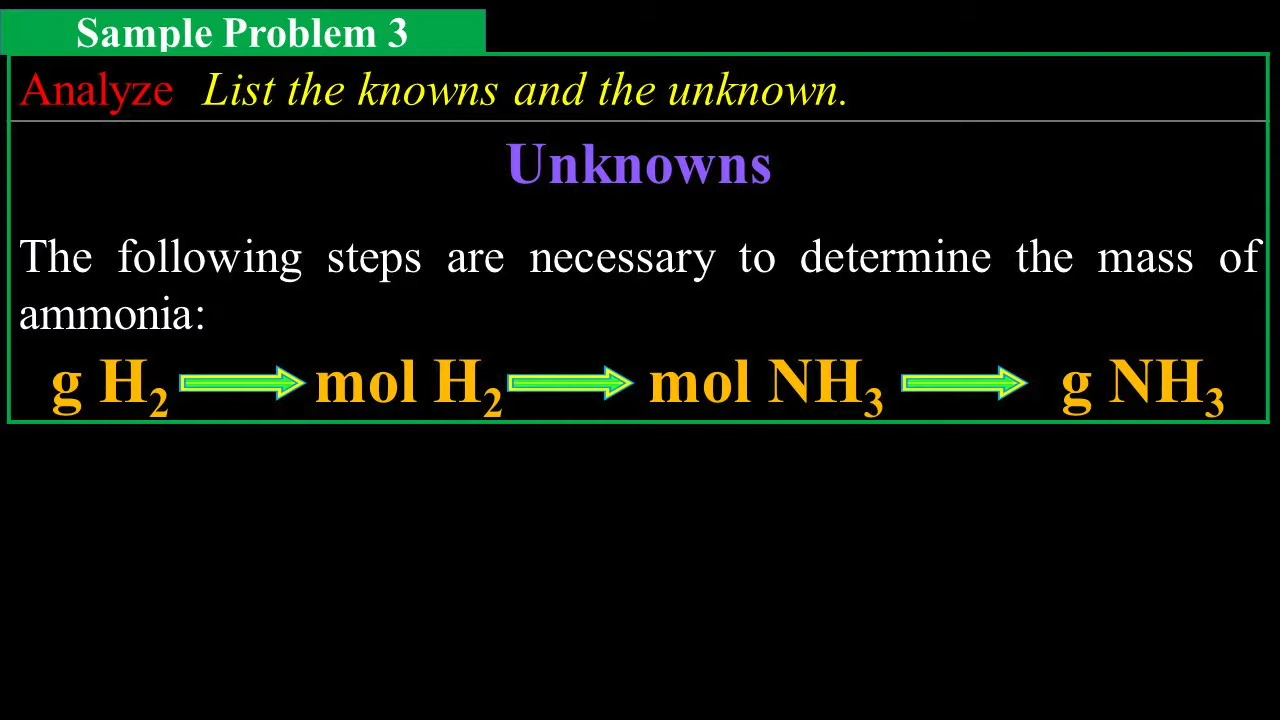 Sample Problem 3
Analyze List the knowns and the unknown.
Unknowns
The following steps are necessary to determine the mass of
ammonia:
g H₂ mol H₂ mol NH₃ g NH₃